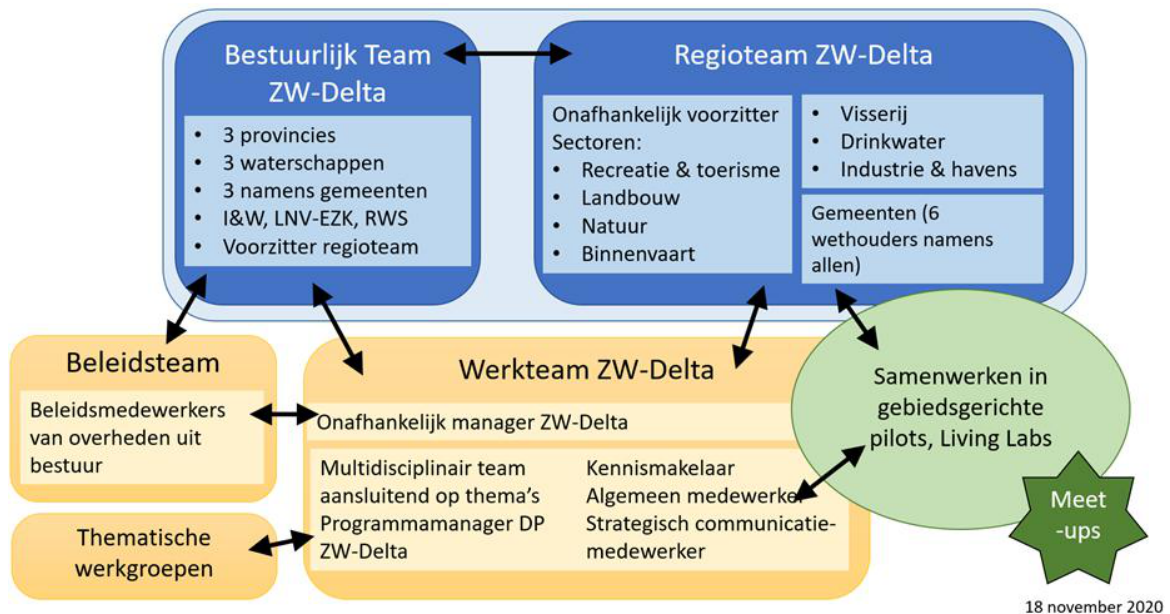 Bestuurlijk Team
ZW-Delta
• 3 provincies
• 3 waterschappen
• 3 namens gemeenten
• I&W, LNV-EZK, RWS
• Voorzitter regioteam
Regioteam ZW-Delta
Onafhankelijk voorzitter
Sectoren:
• Recreatie & toerisme
• Landbouw
• Natuur
• Binnenvaart
• Visserij
• Drinkwater
• Industrie & havens
Gemeenten (6
wethouders namens
allen)
Beleidsteam
Beleidsmedewerkers
van overheden uit
bestuur
Thematische
werkgroepen
Werkteam ZW-Delta
Onafhankelijk manager ZW-Delta
Multidisciplinair team
aansluitend op thema's
Programmamanager DP
ZW-Delta
Kennismakelaar
Algemeen medewerker
Strategisch communicatie-
medewerker
Samenwerken in
gebiedsgerichte
pilots, Living Labs
Meet
-ups
18 november 2020